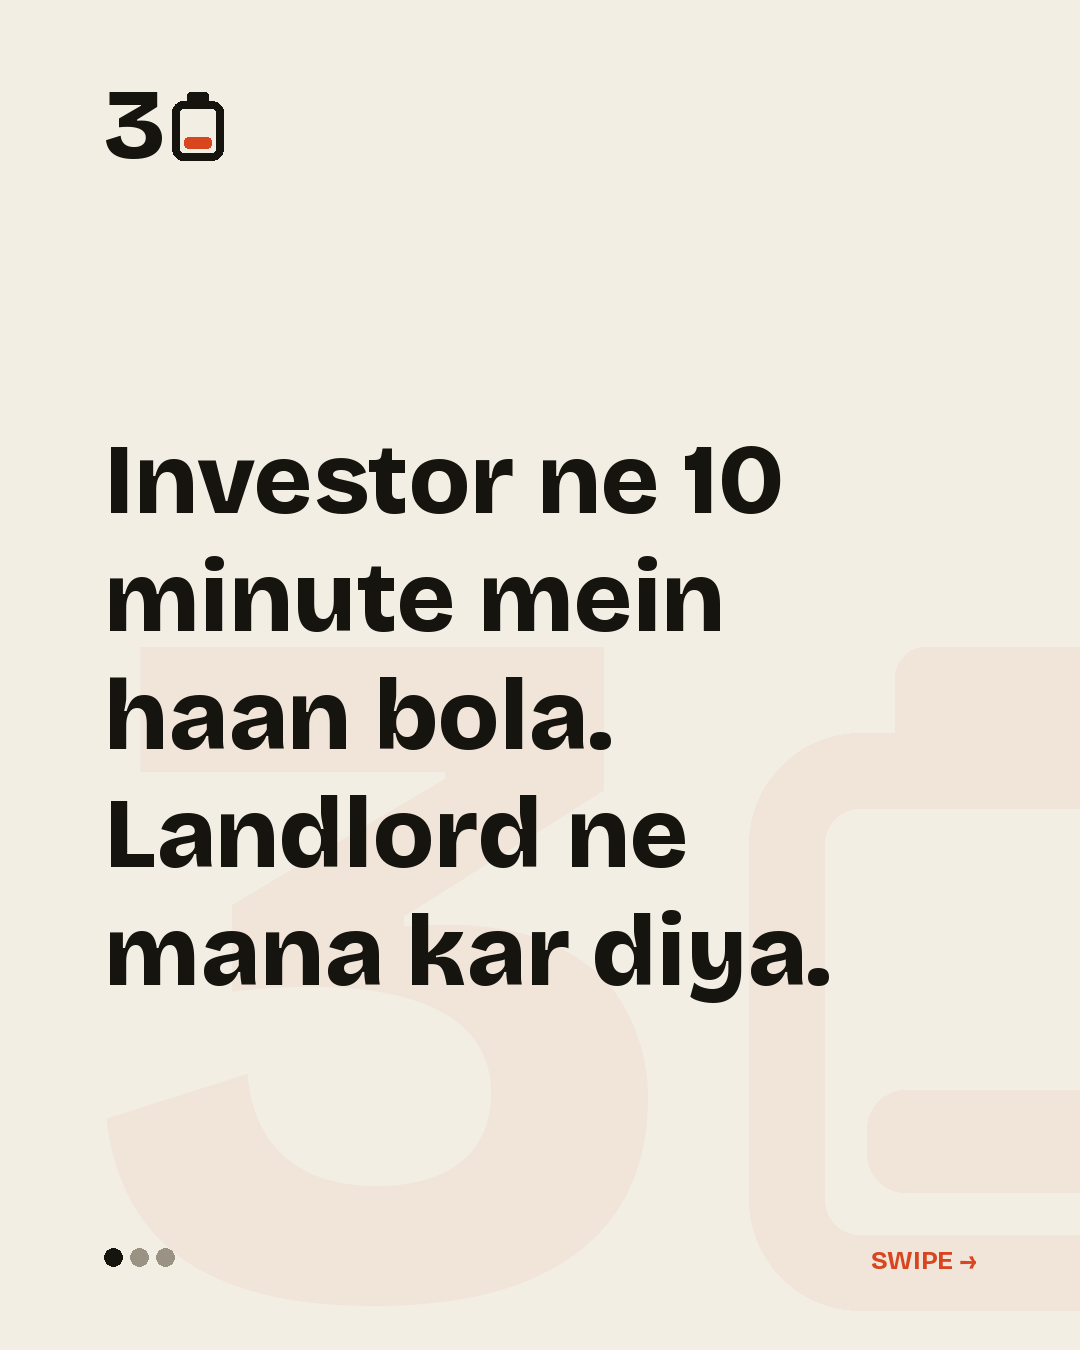 3
Investor ne 10
minute mein
haan bola.
Landlord ne
mana kar diya.
SWIPE →